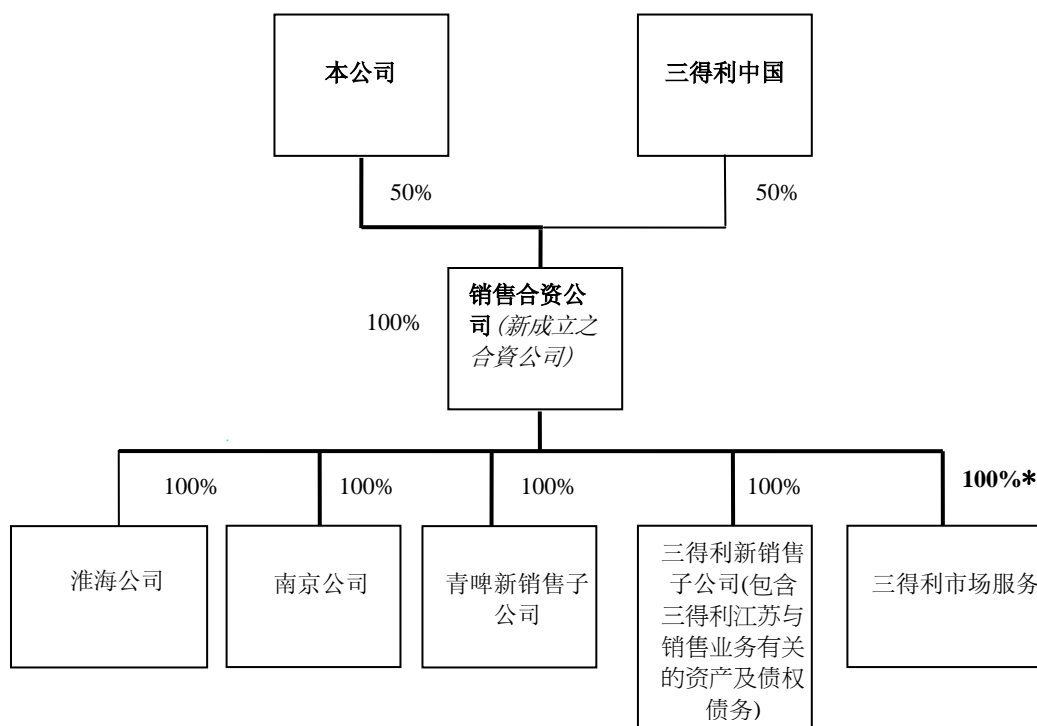 本公司
三得利中国
50%
50%
销售合资公
司(新成立之
合資公司)
100%
100%
100%
100%
100%
100%*
淮海公司
南京公司
青啤新销售子
公司
三得利新销售
子公司(包含
三得利江苏与
销售业务有关
的资产及债权
债务)
三得利市场服务